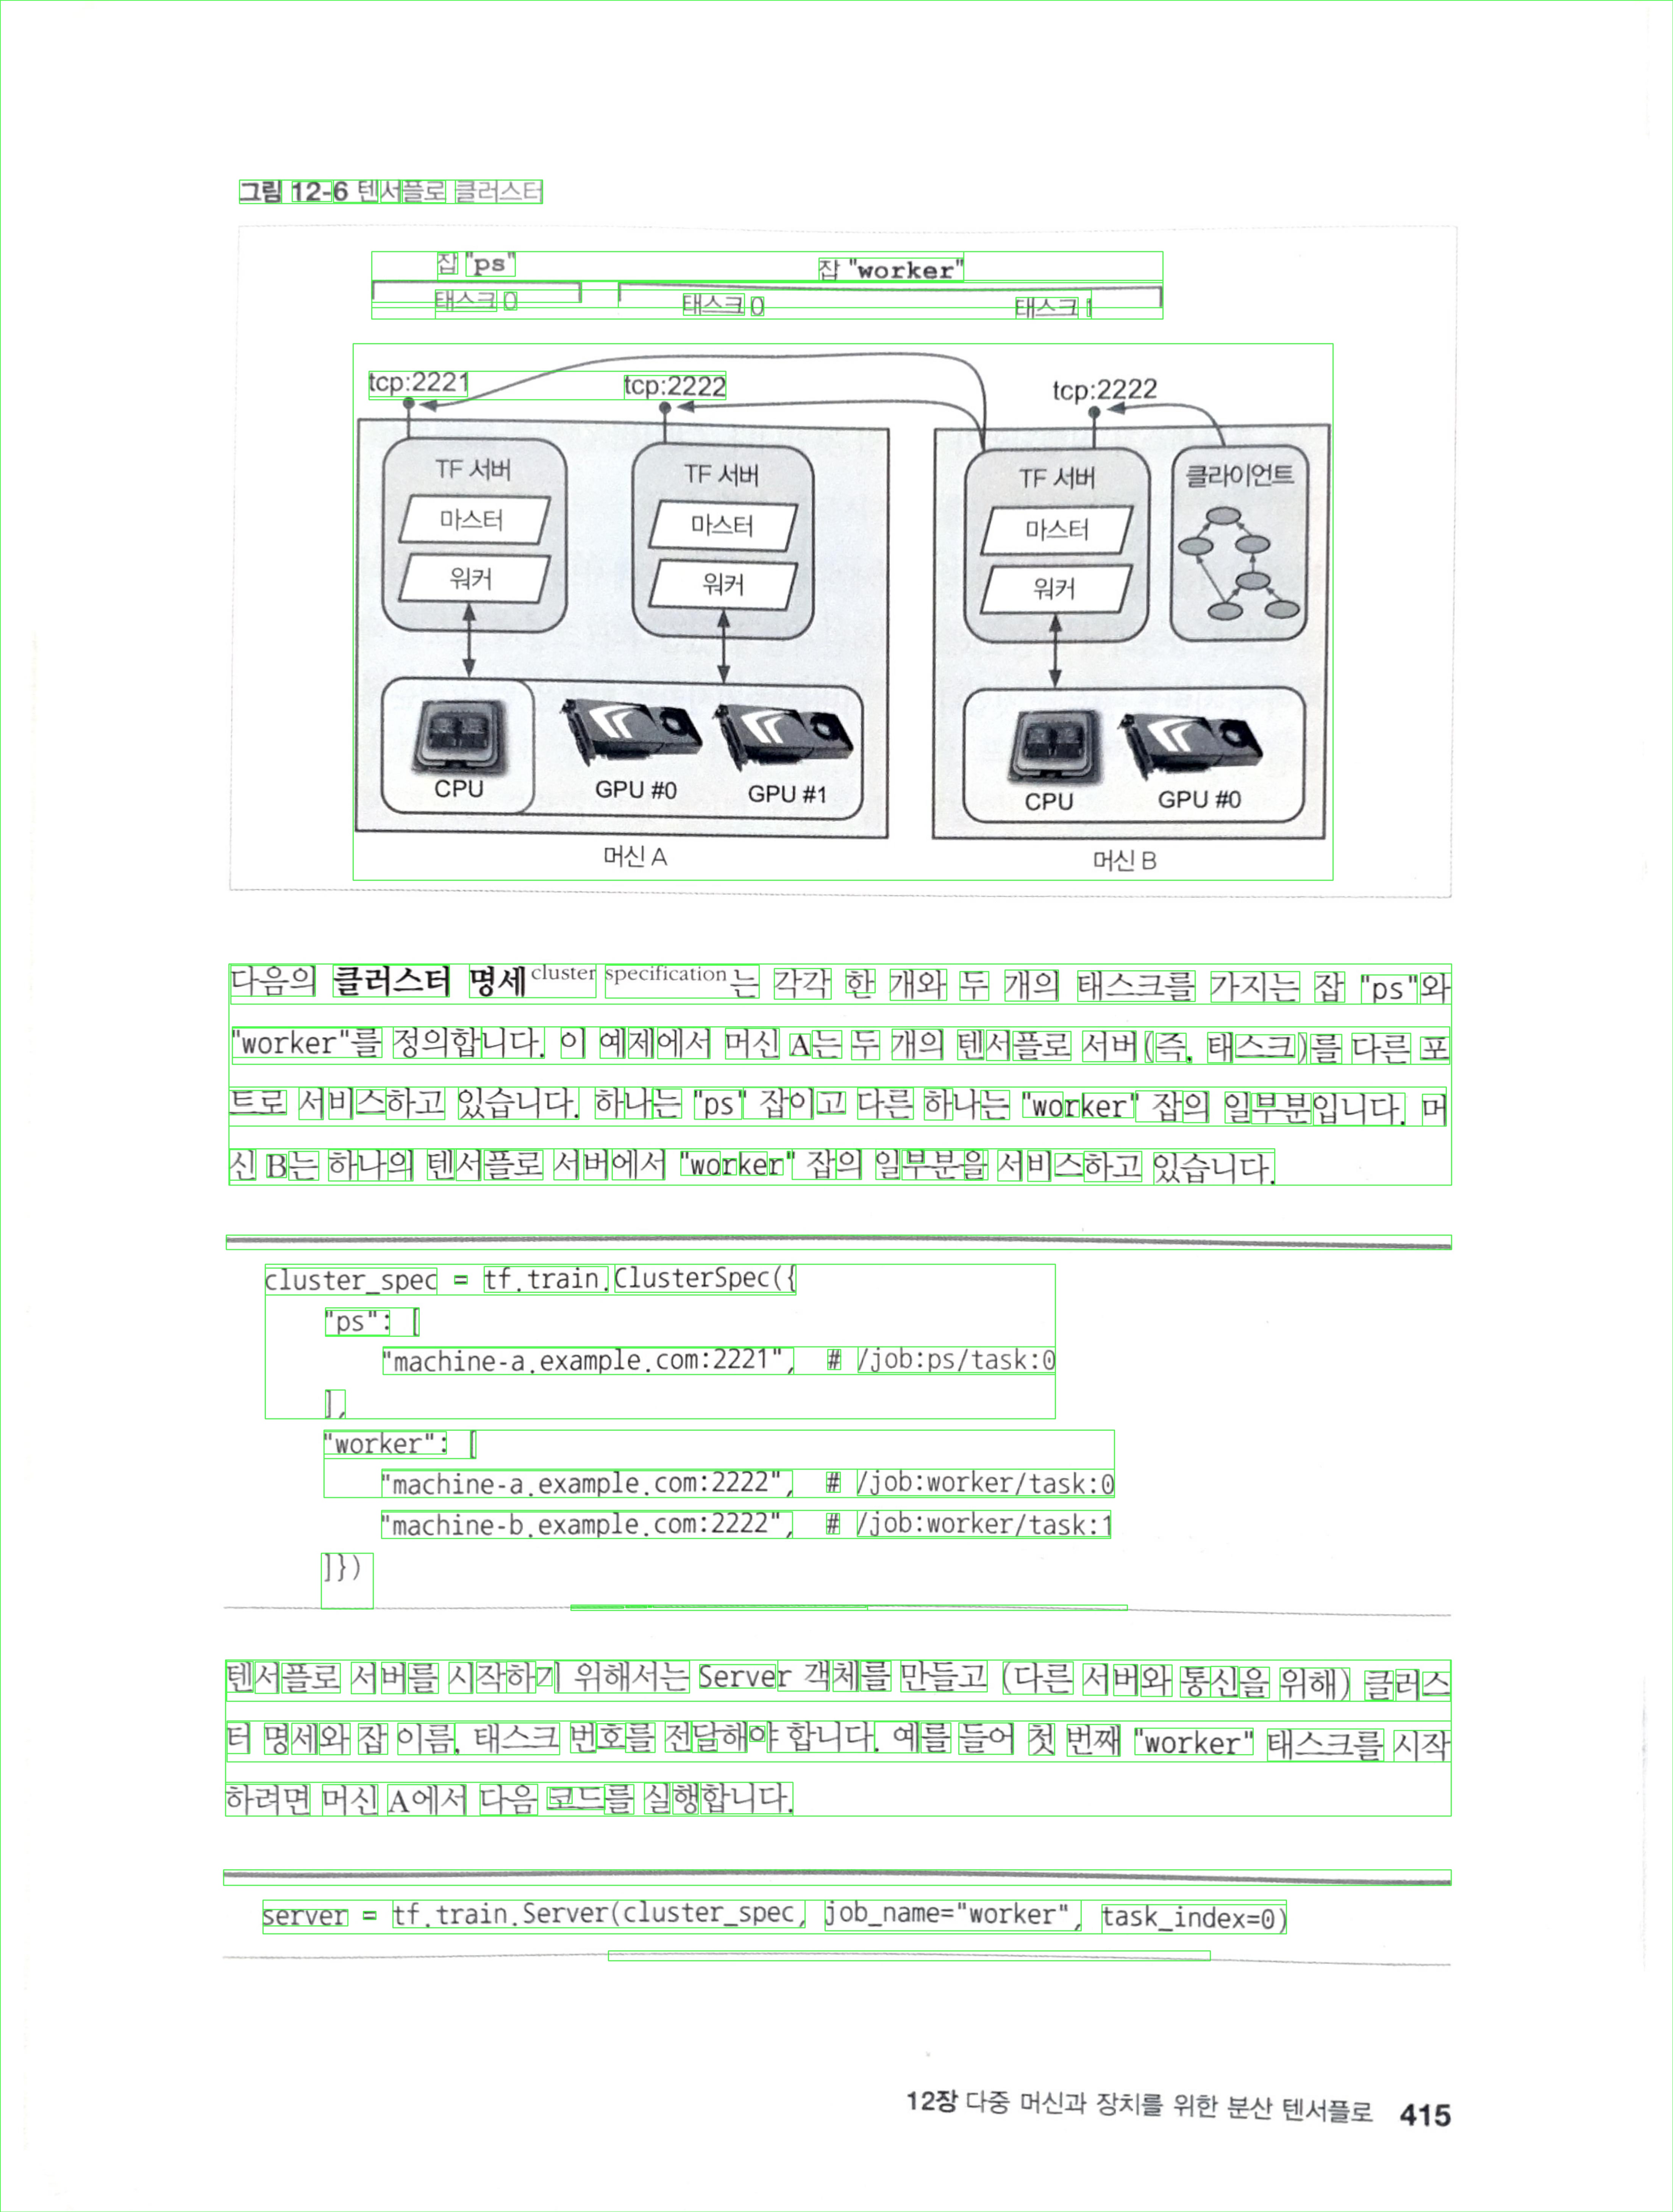 그림 12-6 텐서플로 클러스터
잡 "ps" 잡 "worker"
태스크 0 태스크 0 태스크 1
tcp:2221 tcp:2222 tcp:2222
TF 서버 TF 서버 TF 서버 클라이언트
마스터 마스터 마스터
워커 워커 워커
CPU GPU #0 GPU #1 CPU GPU #0
머신 A 머신 B
다음의 클러스터 명세cluster specification는 각각 한 개와 두 개의 태스크를 가지는 잡 "ps"와
"worker"를 정의합니다. 이 예제에서 머신 A는 두 개의 텐서플로 서버(즉, 태스크)를 다른 포
트로 서비스하고 있습니다. 하나는 "ps" 잡이고 다른 하나는 "worker" 잡의 일부분입니다. 머
신 B는 하나의 텐서플로 서버에서 "worker" 잡의 일부분을 서비스하고 있습니다.
cluster_spec = tf.train.ClusterSpec({
"ps": [
"machine-a.example.com:2221", # /job:ps/task:0
],
"worker": [
"machine-a.example.com:2222", # /job:worker/task:0
"machine-b.example.com:2222", # /job:worker/task:1
]})
텐서플로 서버를 시작하기 위해서는 Server 객체를 만들고 (다른 서버와 통신을 위해) 클러스
터 명세와 잡 이름, 태스크 번호를 전달해야 합니다. 예를 들어 첫 번째 "worker" 태스크를 시작
하려면 머신 A에서 다음 코드를 실행합니다.
server = tf.train.Server(cluster_spec, job_name="worker", task_index=0)
12장 다중 머신과 장치를 위한 분산 텐서플로 415